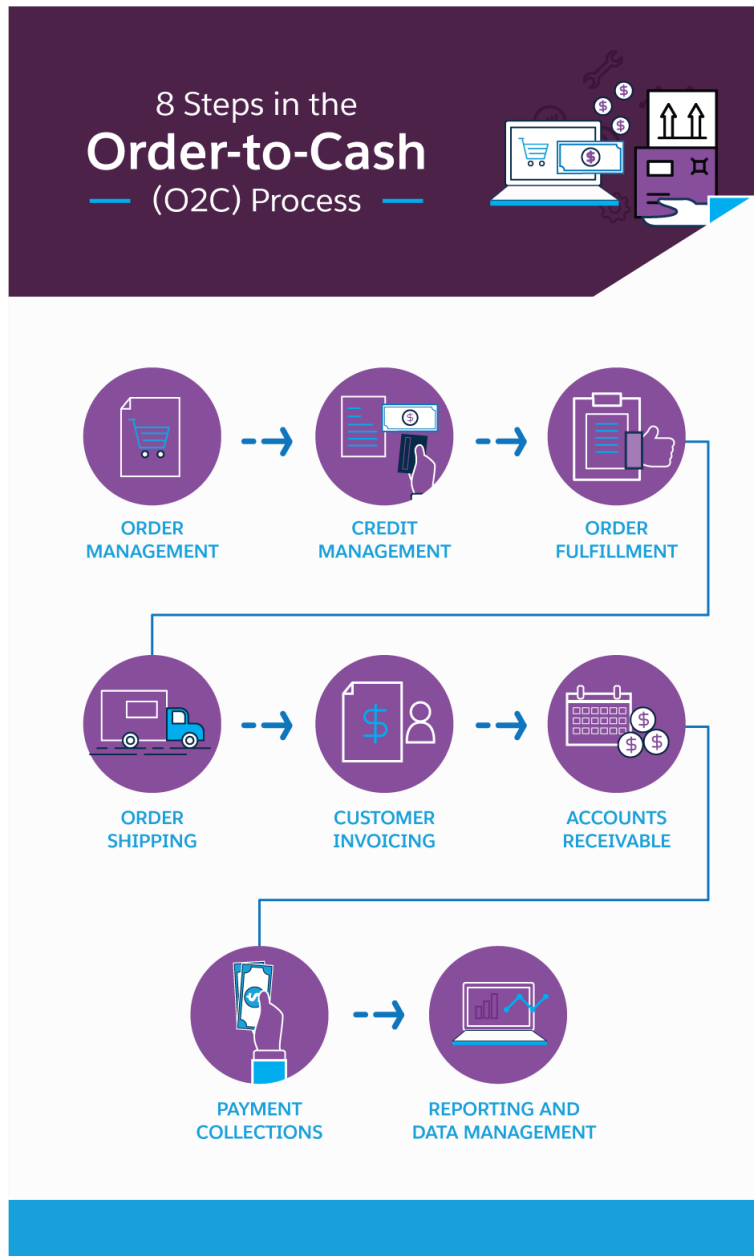 8 Steps in the
Order-to-Cash
(O2C) Process
ORDER
MANAGEMENT
CREDIT
MANAGEMENT
ORDER
FULFILLMENT
ORDER
SHIPPING
CUSTOMER
INVOICING
ACCOUNTS
RECEIVABLE
PAYMENT
COLLECTIONS
REPORTING AND
DATA MANAGEMENT